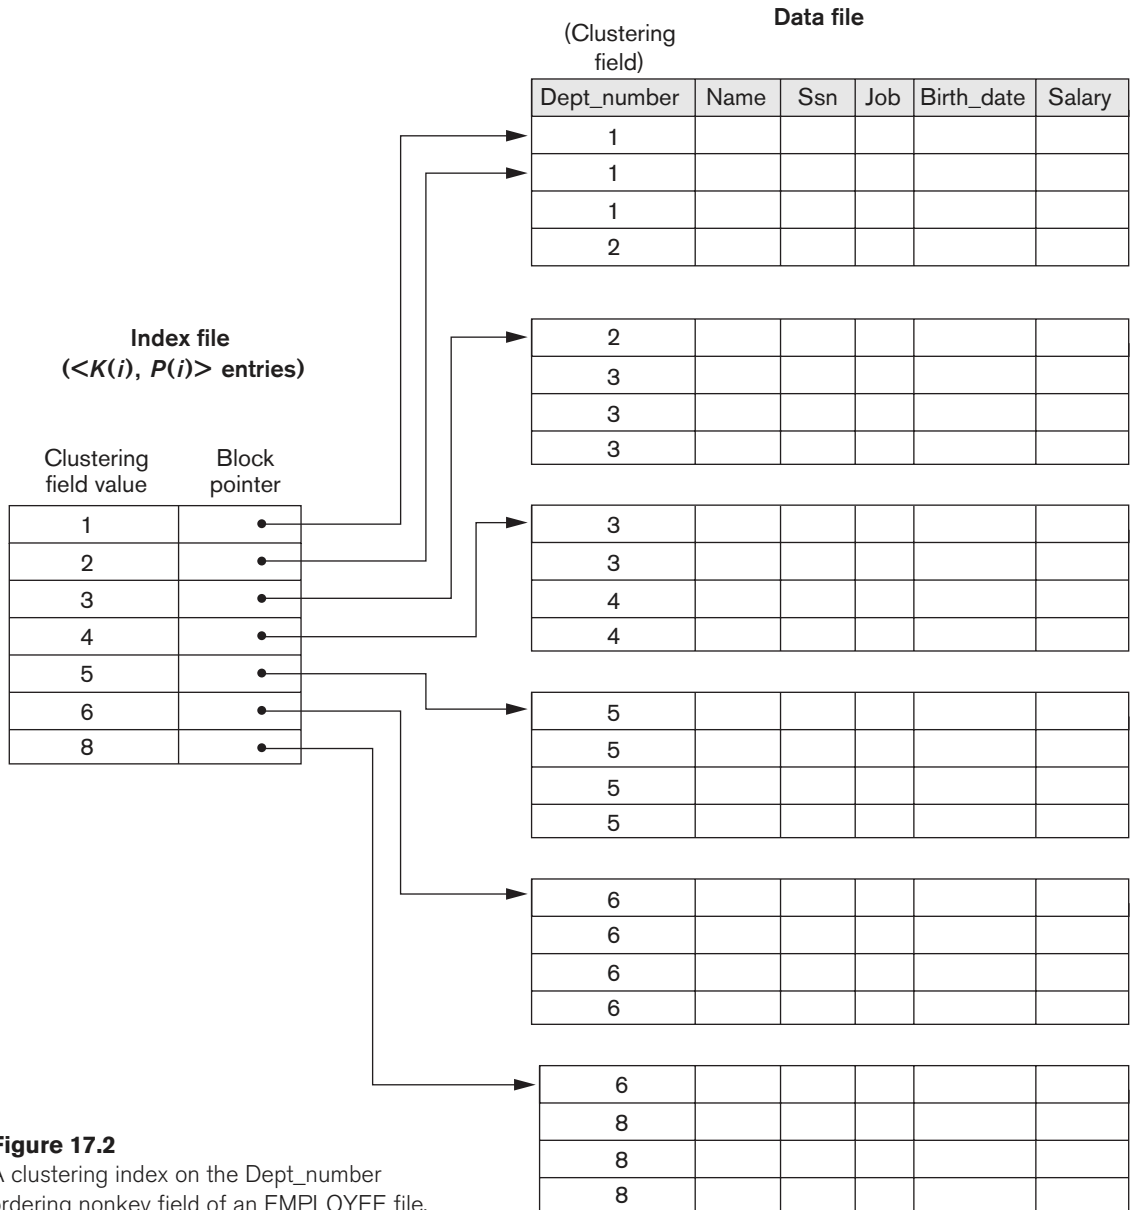 Data file
(Clustering
field)
Dept_number Name Ssn Job Birth_date Salary
1
1
1
2
Index file
(<K(i), P(i)> entries)
2
3
3
3
Clustering
field value
Block
pointer
1
2
3
4
5
6
8
3
3
4
4
5
5
5
5
6
6
6
6
6
8
8
8
Figure 17.2
A clustering index on the Dept_number
ordering nonkey field of an EMPLOYEE file.